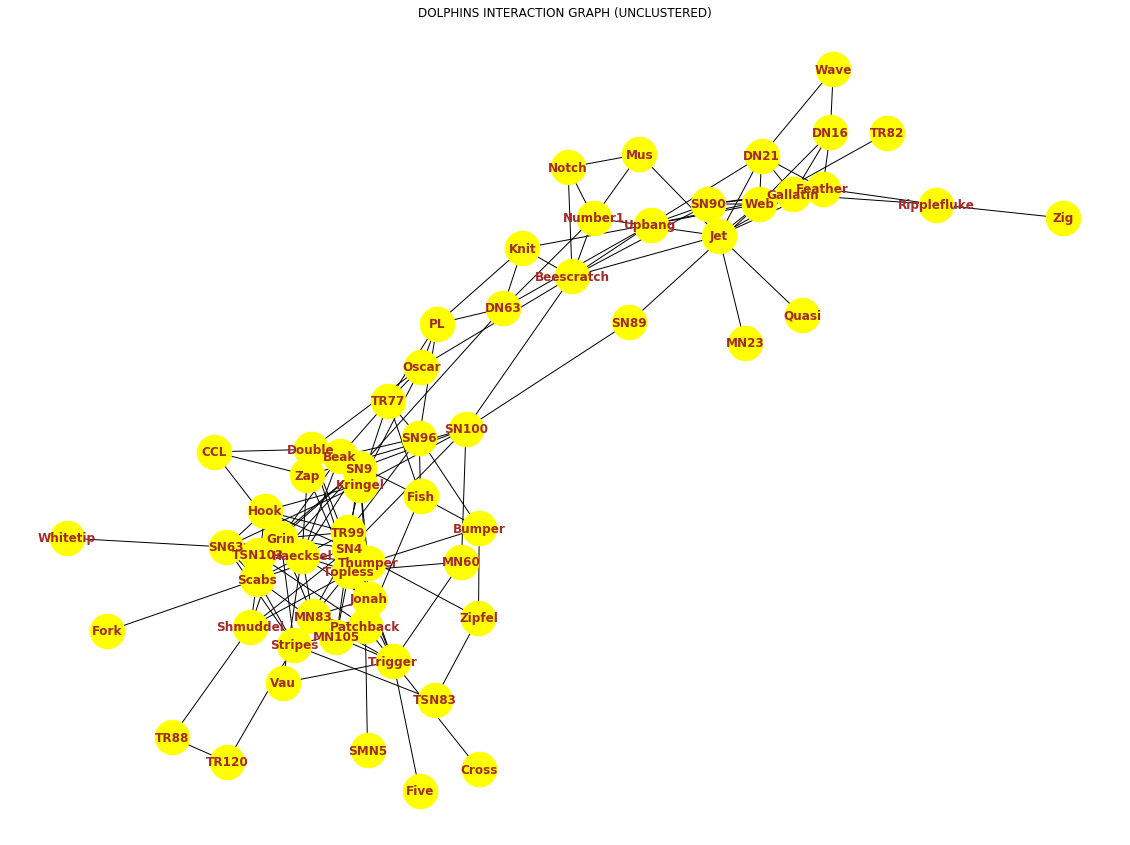 DOLPHINS INTERACTION GRAPH (UNCLUSTERED)
Wave
DN16
TR82
Mus
DN21
Notch
Feather
Gallatin
SN90
Web
Ripplefluke
Number1
Upbang
Zig
Jet
Knit
Beescratch
DN63
Quasi
PL
SN89
MN23
Oscar
TR77
SN100
SN96
CCL
Double
Beak
SN9
Zap
Kringel
Fish
Hook
Bumper
TR99
Whitetip
Grin
SN63
SN4
TSN103
Haecksel
Thumper
MN60
Topless
Scabs
Jonah
MN83
Zipfel
Fork
Shmuddel
Patchback
MN105
Stripes
Trigger
Vau
TSN83
TR88
SMN5
TR120
Cross
Five